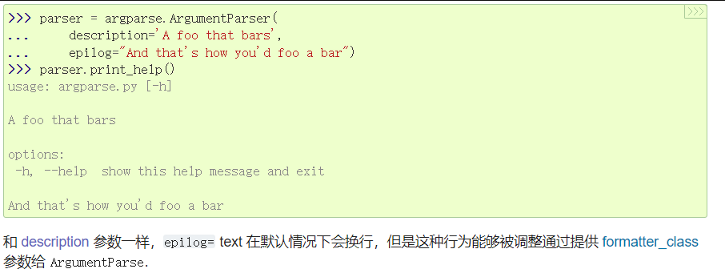 >>>
>>> parser = argparse.ArgumentParser(
...     description='A foo that bars',
...     epilog="And that's how you'd foo a bar")
>>> parser.print_help()
usage: argparse.py [-h]

A foo that bars

options:
 -h, --help  show this help message and exit

And that's how you'd foo a bar
和 description 参数一样，epilog= text 在默认情况下会换行，但是这种行为能够被调整通过提供 formatter_class
参数给 ArgumentParse.